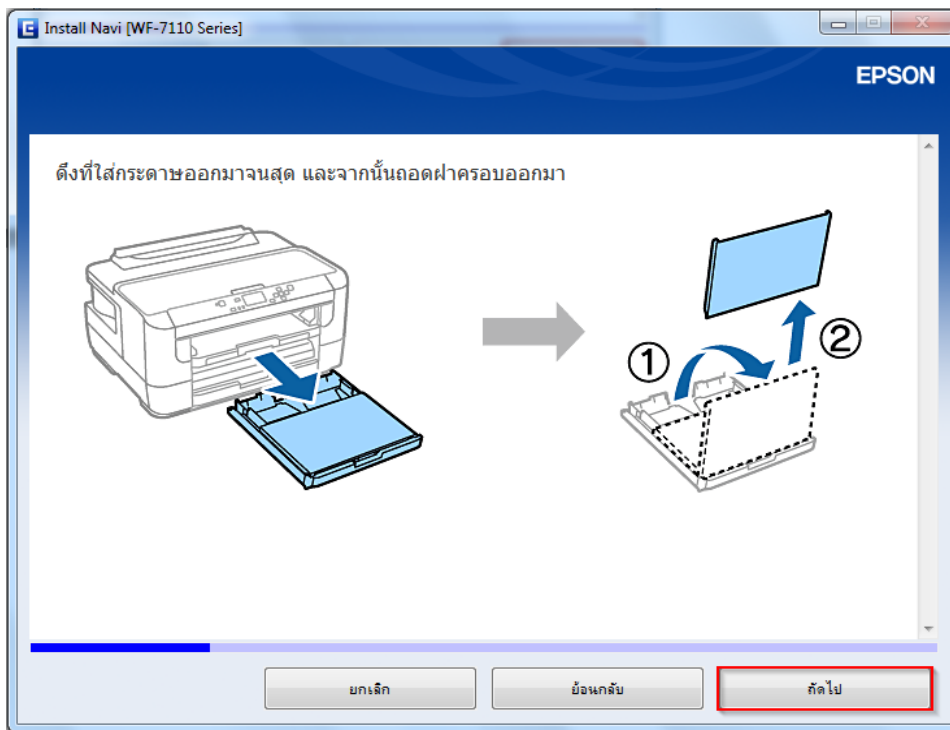 Install Navi [WF-7110 Series]
EPSON
ดึงที่ใส่กระดาษออกมาจนสุด และจากนั้นถอดฝาครอบออกมา
①
②
ยกเลิก
ย้อนกลับ
ถัดไป